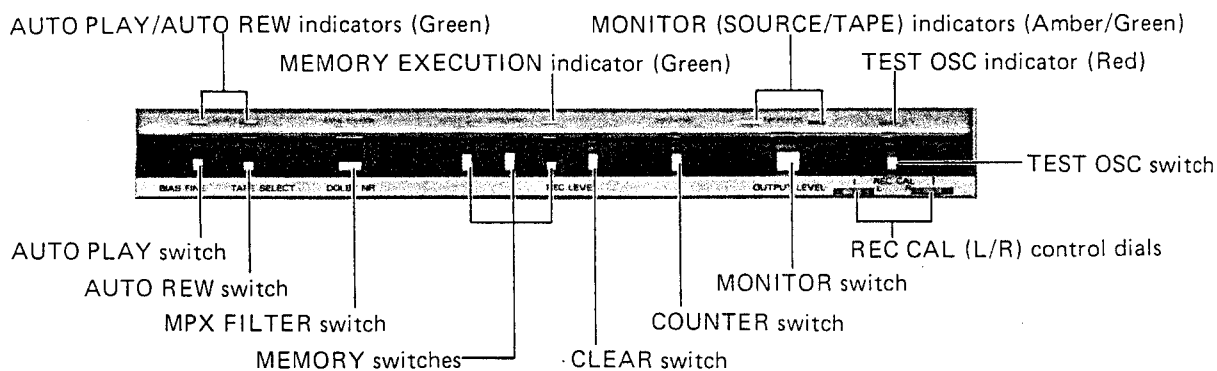 AUTO PLAY/AUTO REW indicators (Green)
MONITOR (SOURCE/TAPE) indicators (Amber/Green)
MEMORY EXECUTION indicator (Green)
TEST OSC indicator (Red)
TEST OSC switch
BIAS FINE TAPE SELECT DOLBY NR REC LEVEL OUTPUT LEVEL REC CAL
L R
AUTO PLAY switch
REC CAL (L/R) control dials
AUTO REW switch
MONITOR switch
MPX FILTER switch
COUNTER switch
MEMORY switches
CLEAR switch